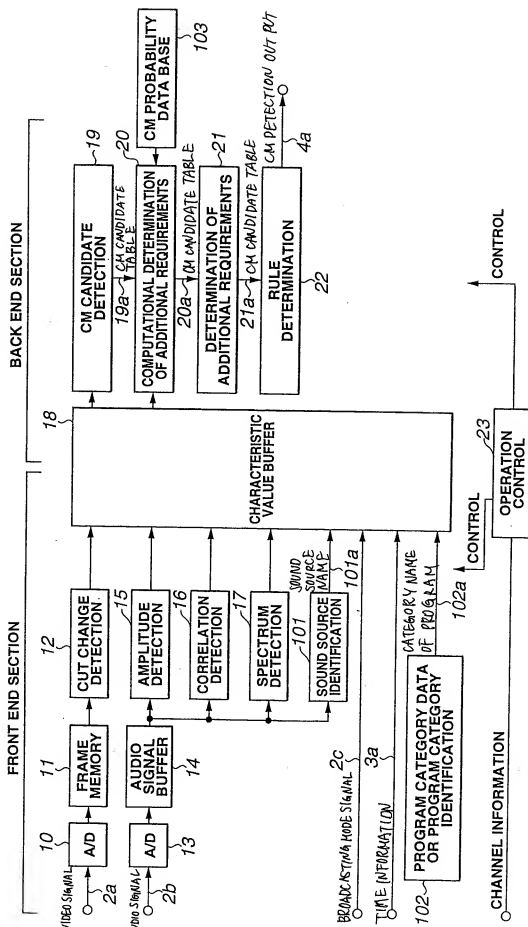 FRONT END SECTION
BACK END SECTION
VIDEO SIGNAL
2a
10
A/D
11
FRAME
MEMORY
12
CUT CHANGE
DETECTION
AUDIO SIGNAL
2b
13
A/D
14
AUDIO
SIGNAL
BUFFER
15
AMPLITUDE
DETECTION
16
CORRELATION
DETECTION
17
SPECTRUM
DETECTION
101
SOUND SOURCE
IDENTIFICATION
SOUND
SOURCE
NAME
101a
BROADCASTING MODE SIGNAL
2c
TIME INFORMATION
3a
102
PROGRAM CATEGORY DATA
OR PROGRAM CATEGORY
IDENTIFICATION
CATEGORY NAME
OF PROGRAM
102a
CHANNEL INFORMATION
18
CHARACTERISTIC
VALUE BUFFER
CONTROL
23
OPERATION
CONTROL
CONTROL
19
CM CANDIDATE
DETECTION
19a
CM CANDIDATE
TABLE
20
COMPUTATIONAL DETERMINATION
OF ADDITIONAL REQUIREMENTS
103
CM PROBABILITY
DATA BASE
20a
CM CANDIDATE TABLE
21
DETERMINATION OF
ADDITIONAL REQUIREMENTS
21a
CM CANDIDATE TABLE
RULE
DETERMINATION
22
4a
CM DETECTION OUT PUT